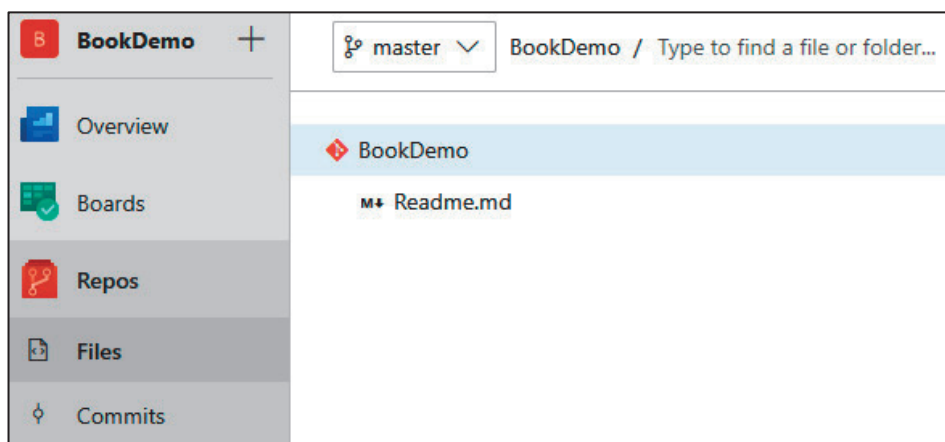 B BookDemo +
master
BookDemo / Type to find a file or folder...
Overview
Boards
Repos
Files
Commits
BookDemo
M↓ Readme.md